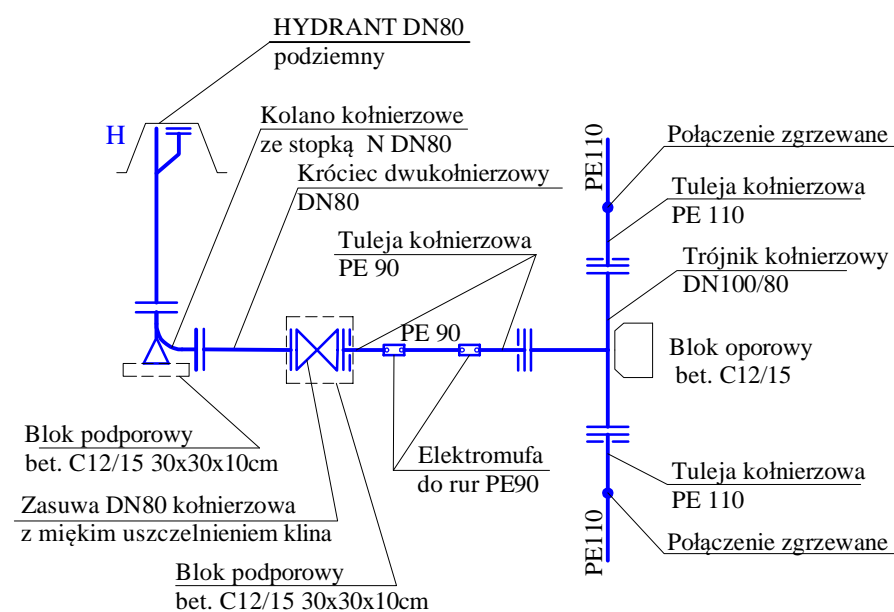 HYDRANT DN80
podziemny
H
Kolano kołnierzowe
ze stopką N DN80
Króciec dwukołnierzowy
DN80
Tuleja kołnierzowa
PE 90
PE 90
PE110
Połączenie zgrzewane
Tuleja kołnierzowa
PE 110
Trójnik kołnierzowy
DN100/80
Blok oporowy
bet. C12/15
Blok podporowy
bet. C12/15 30x30x10cm
Elektromufa
do rur PE90
Tuleja kołnierzowa
PE 110
Zasuwa DN80 kołnierzowa
z miękim uszczelnieniem klina
PE110
Połączenie zgrzewane
Blok podporowy
bet. C12/15 30x30x10cm